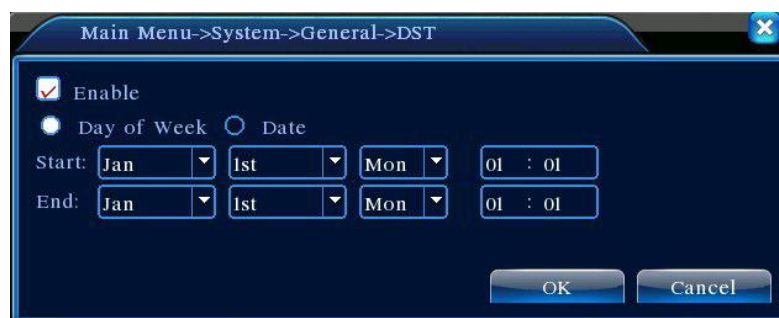 Main Menu->System->General->DST
Enable
Day of Week Date
Start: Jan 1st Mon 01 : 01
End: Jan 1st Mon 01 : 01
OK Cancel